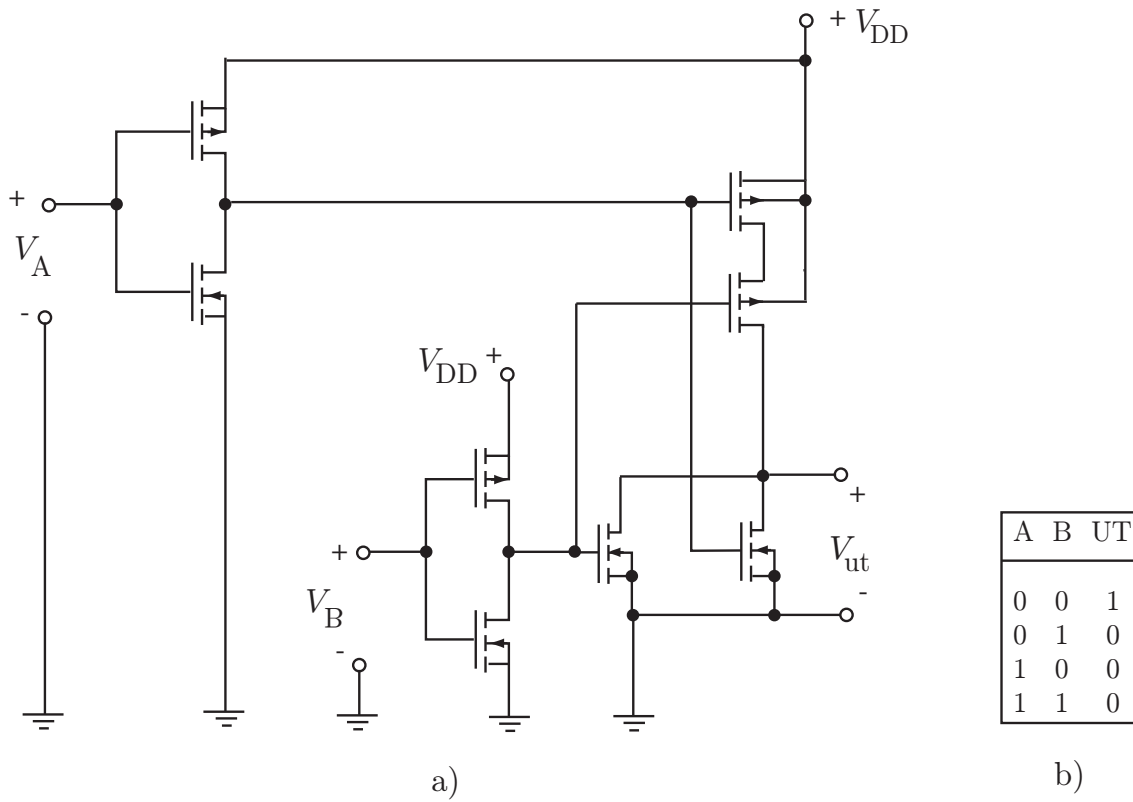 + V_DD
+
V_A
-
V_DD +
+
V_B
-
+
V_ut
-
a)
A B UT
0 0 1
0 1 0
1 0 0
1 1 0
b)